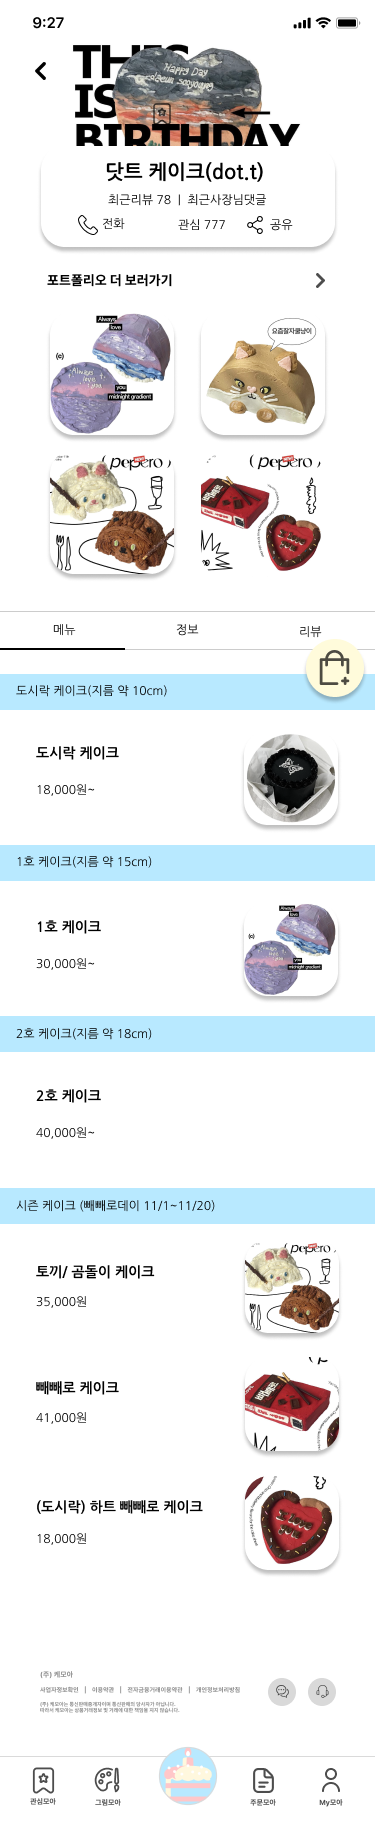 9:27
THIS
IS
BIRTHDAY
Happy Day
닷트 케이크(dot.t)
최근리뷰 78 | 최근사장님댓글
전화 관심 777 공유
포트폴리오 더 보러가기
Always
love
(c)
Always
love
you
you
midnight gradient
요즘잘자쿨냥이
( pepero )
( pepero )
메뉴 정보 리뷰
도시락 케이크(지름 약 10cm)
도시락 케이크
18,000원~
1호 케이크(지름 약 15cm)
1호 케이크
30,000원~
Always
love
(c)
you
midnight gradient
2호 케이크(지름 약 18cm)
2호 케이크
40,000원~
시즌 케이크 (빼빼로데이 11/1~11/20)
토끼/ 곰돌이 케이크
35,000원
( pepero
빼빼로 케이크
41,000원
(도시락) 하트 빼빼로 케이크
18,000원
(주) 케모아
사업자정보확인 | 이용약관 | 전자금융거래이용약관 | 개인정보처리방침
(주) 케모아는 통신판매중개자이며 통신판매의 당사자가 아닙니다.
따라서 케모아는 상품거래정보 및 거래에 대한 책임을 지지 않습니다.
관심모아 그림모아 주문모아 My모아